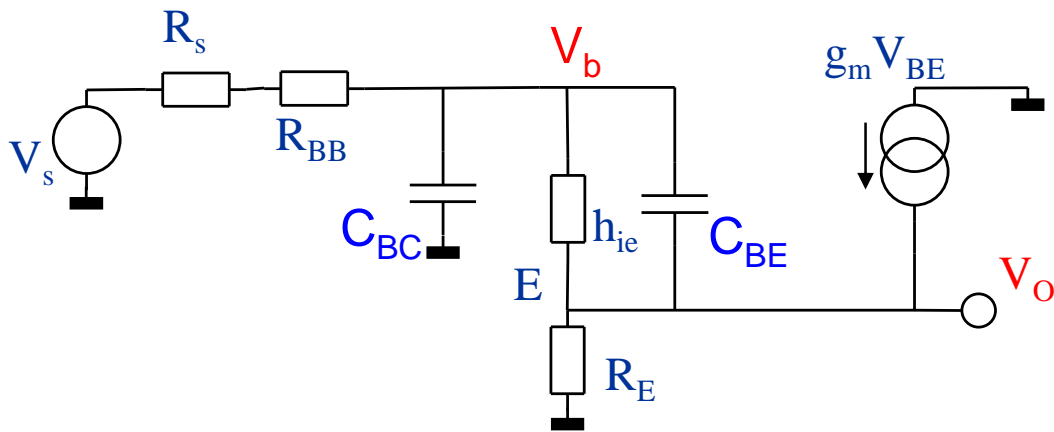 R_s
V_b
g_m V_BE
V_s
R_BB
C_BC
h_ie
C_BE
E
V_O
R_E